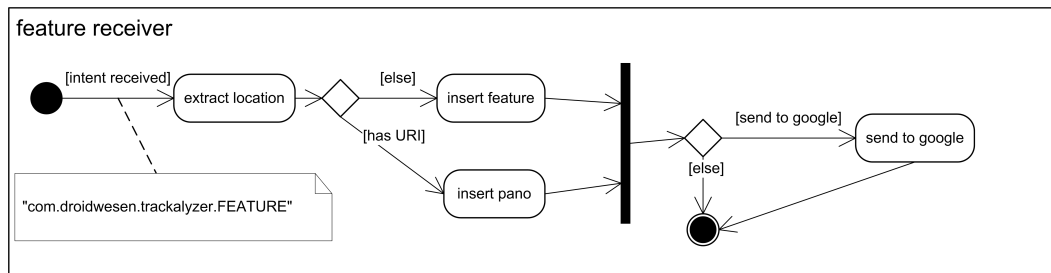 feature receiver
[intent received]
extract location
[else]
insert feature
[has URI]
insert pano
[send to google]
send to google
[else]
"com.droidwesen.trackalyzer.FEATURE"